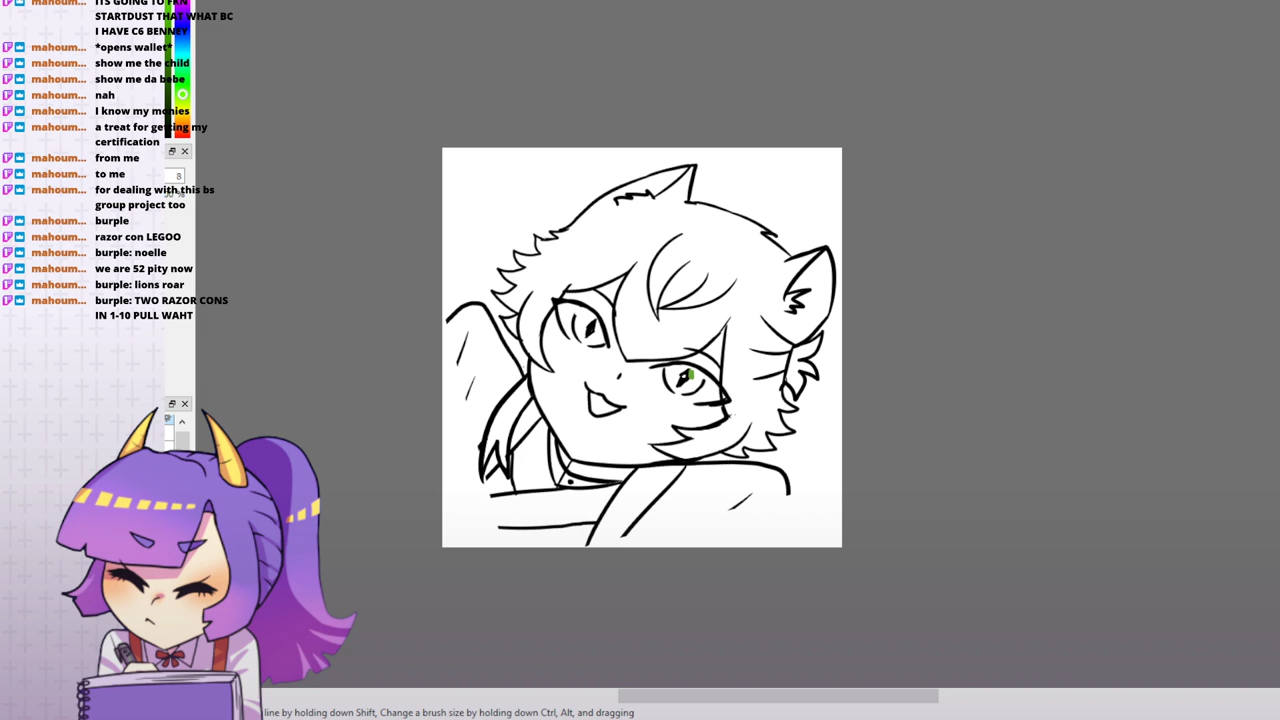 ITS GOING TO FKN
STARDUST THAT WHAT BC
I HAVE C6 BENNEY
mahoum... *opens wallet*
mahoum... show me the child
mahoum... show me da bebe
mahoum... nah
mahoum... I know my monies
mahoum... a treat for getting my
certification
mahoum... from me
mahoum... to me
mahoum... for dealing with this bs
group project too
mahoum... burple
mahoum... razor con LEGOO
mahoum... burple: noelle
mahoum... we are 52 pity now
mahoum... burple: lions roar
mahoum... burple: TWO RAZOR CONS
IN 1-10 PULL WAHT
8
line by holding down Shift, Change a brush size by holding down Ctrl, Alt, and dragging